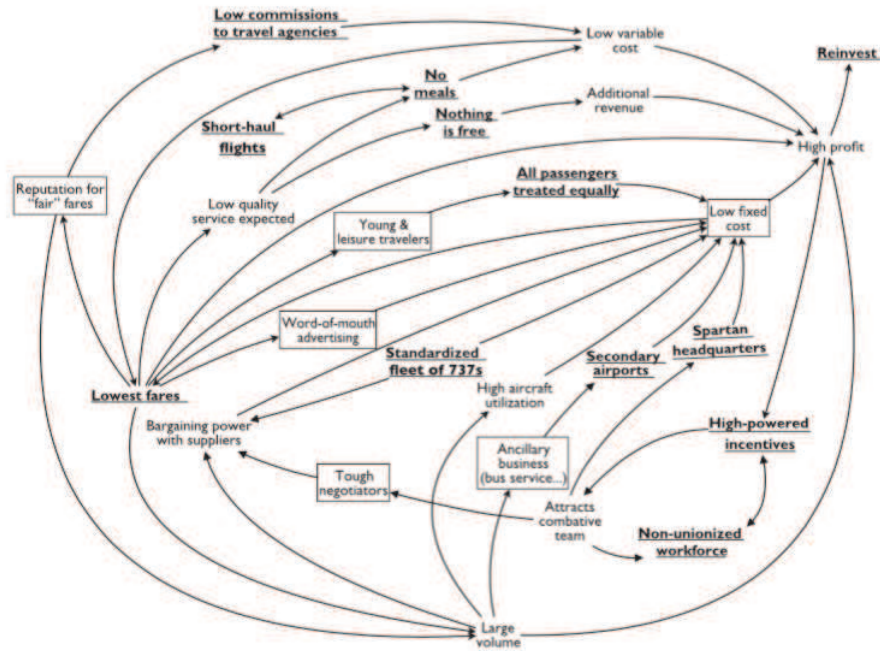 Low commissions
to travel agencies
Low variable
cost
Reinvest
No
meals
Additional
revenue
Nothing
is free
Short-haul
flights
High profit
All passengers
treated equally
Reputation for
“fair” fares
Low quality
service expected
Low fixed
cost
Young &
leisure travelers
Word-of-mouth
advertising
Spartan
headquarters
Standardized
fleet of 737s
Secondary
airports
Lowest fares
High aircraft
utilization
Bargaining power
with suppliers
High-powered
incentives
Ancillary
business
(bus service...)
Tough
negotiators
Attracts
combative
team
Non-unionized
workforce
Large
volume